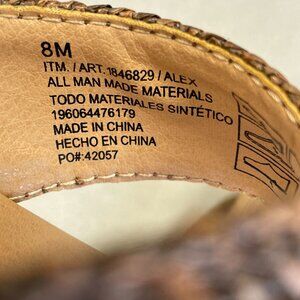 8M
ITM. / ART. 1846829 / ALEX
ALL MAN MADE MATERIALS
TODO MATERIALES SINTÉTICO
196064476179
MADE IN CHINA
HECHO EN CHINA
PO#:42057